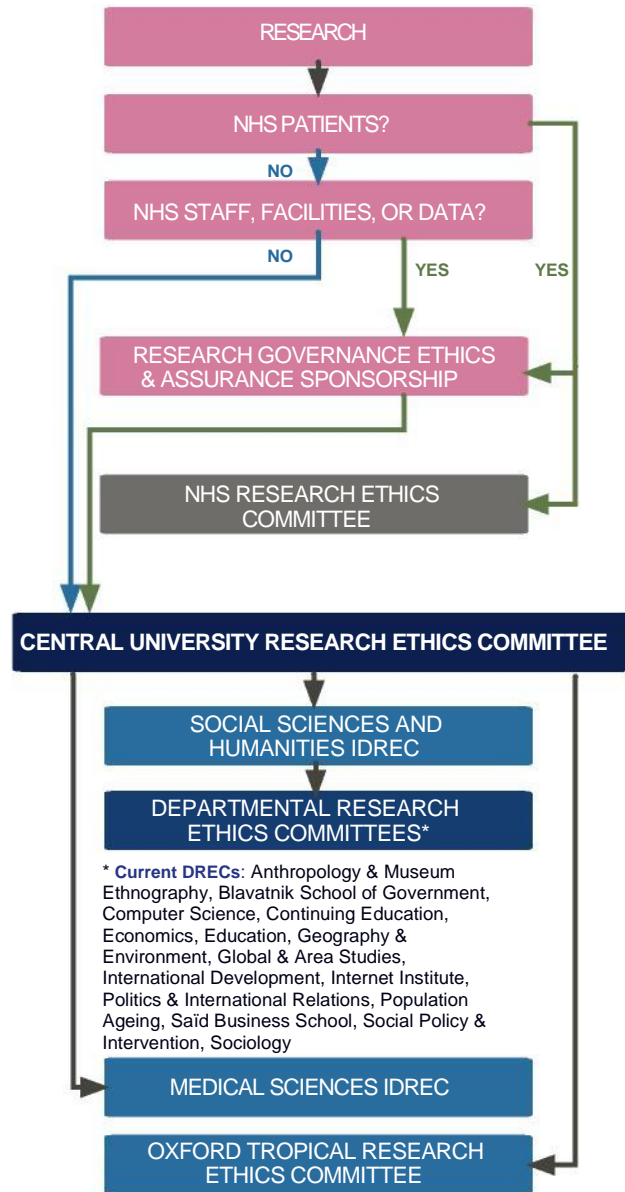 RESEARCH
NHS PATIENTS?
NO
NHS STAFF, FACILITIES, OR DATA?
NO
YES
YES
RESEARCH GOVERNANCE ETHICS
& ASSURANCE SPONSORSHIP
NHS RESEARCH ETHICS
COMMITTEE
CENTRAL UNIVERSITY RESEARCH ETHICS COMMITTEE
SOCIAL SCIENCES AND
HUMANITIES IDREC
DEPARTMENTAL RESEARCH
ETHICS COMMITTEES*
* Current DRECs: Anthropology & Museum
Ethnography, Blavatnik School of Government,
Computer Science, Continuing Education,
Economics, Education, Geography &
Environment, Global & Area Studies,
International Development, Internet Institute,
Politics & International Relations, Population
Ageing, Saïd Business School, Social Policy &
Intervention, Sociology
MEDICAL SCIENCES IDREC
OXFORD TROPICAL RESEARCH
ETHICS COMMITTEE